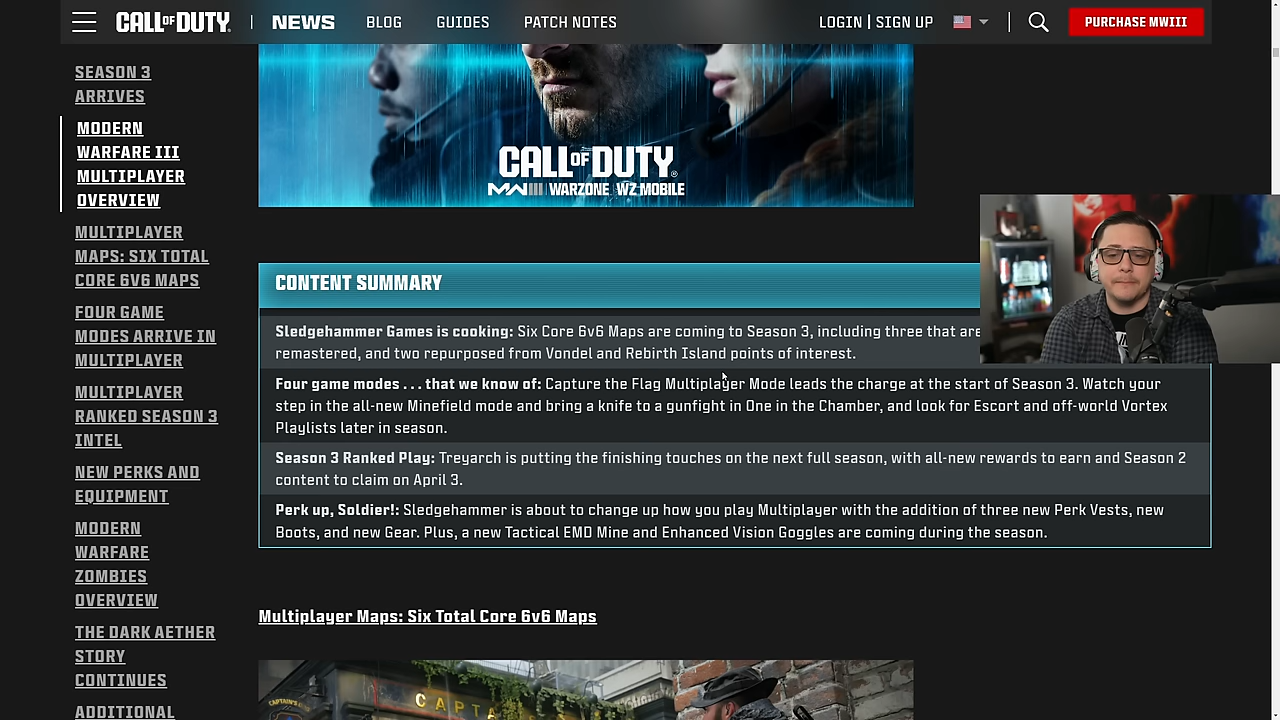 CALL OF DUTY.
NEWS
BLOG
GUIDES
PATCH NOTES
LOGIN | SIGN UP
PURCHASE MWIII
SEASON 3
ARRIVES
MODERN
WARFARE III
MULTIPLAYER
OVERVIEW
MULTIPLAYER
MAPS: SIX TOTAL
CORE 6V6 MAPS
FOUR GAME
MODES ARRIVE IN
MULTIPLAYER
MULTIPLAYER
RANKED SEASON 3
INTEL
NEW PERKS AND
EQUIPMENT
MODERN
WARFARE
ZOMBIES
OVERVIEW
THE DARK AETHER
STORY
CONTINUES
ADDITIONAL
CALL OF DUTY®
MWIII | WARZONE WZ MOBILE
CONTENT SUMMARY
Sledgehammer Games is cooking: Six Core 6v6 Maps are coming to Season 3, including three that are
remastered, and two repurposed from Vondel and Rebirth Island points of interest.
Four game modes . . . that we know of: Capture the Flag Multiplayer Mode leads the charge at the start of Season 3. Watch your
step in the all-new Minefield mode and bring a knife to a gunfight in One in the Chamber, and look for Escort and off-world Vortex
Playlists later in season.
Season 3 Ranked Play: Treyarch is putting the finishing touches on the next full season, with all-new rewards to earn and Season 2
content to claim on April 3.
Perk up, Soldier!: Sledgehammer is about to change up how you play Multiplayer with the addition of three new Perk Vests, new
Boots, and new Gear. Plus, a new Tactical EMD Mine and Enhanced Vision Goggles are coming during the season.
Multiplayer Maps: Six Total Core 6v6 Maps